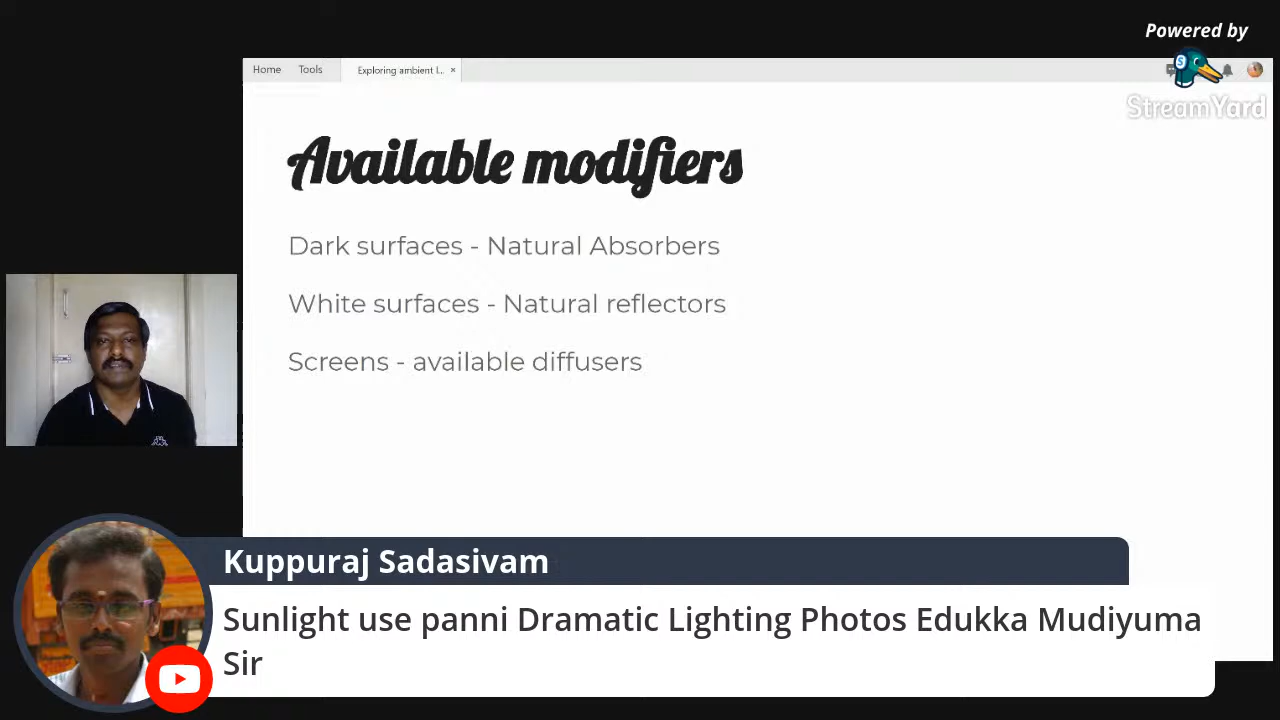 Powered by
StreamYard
Home Tools Exploring ambient l... ×
Available modifiers
Dark surfaces - Natural Absorbers
White surfaces - Natural reflectors
Screens - available diffusers
Kuppuraj Sadasivam
Sunlight use panni Dramatic Lighting Photos Edukka Mudiyuma
Sir